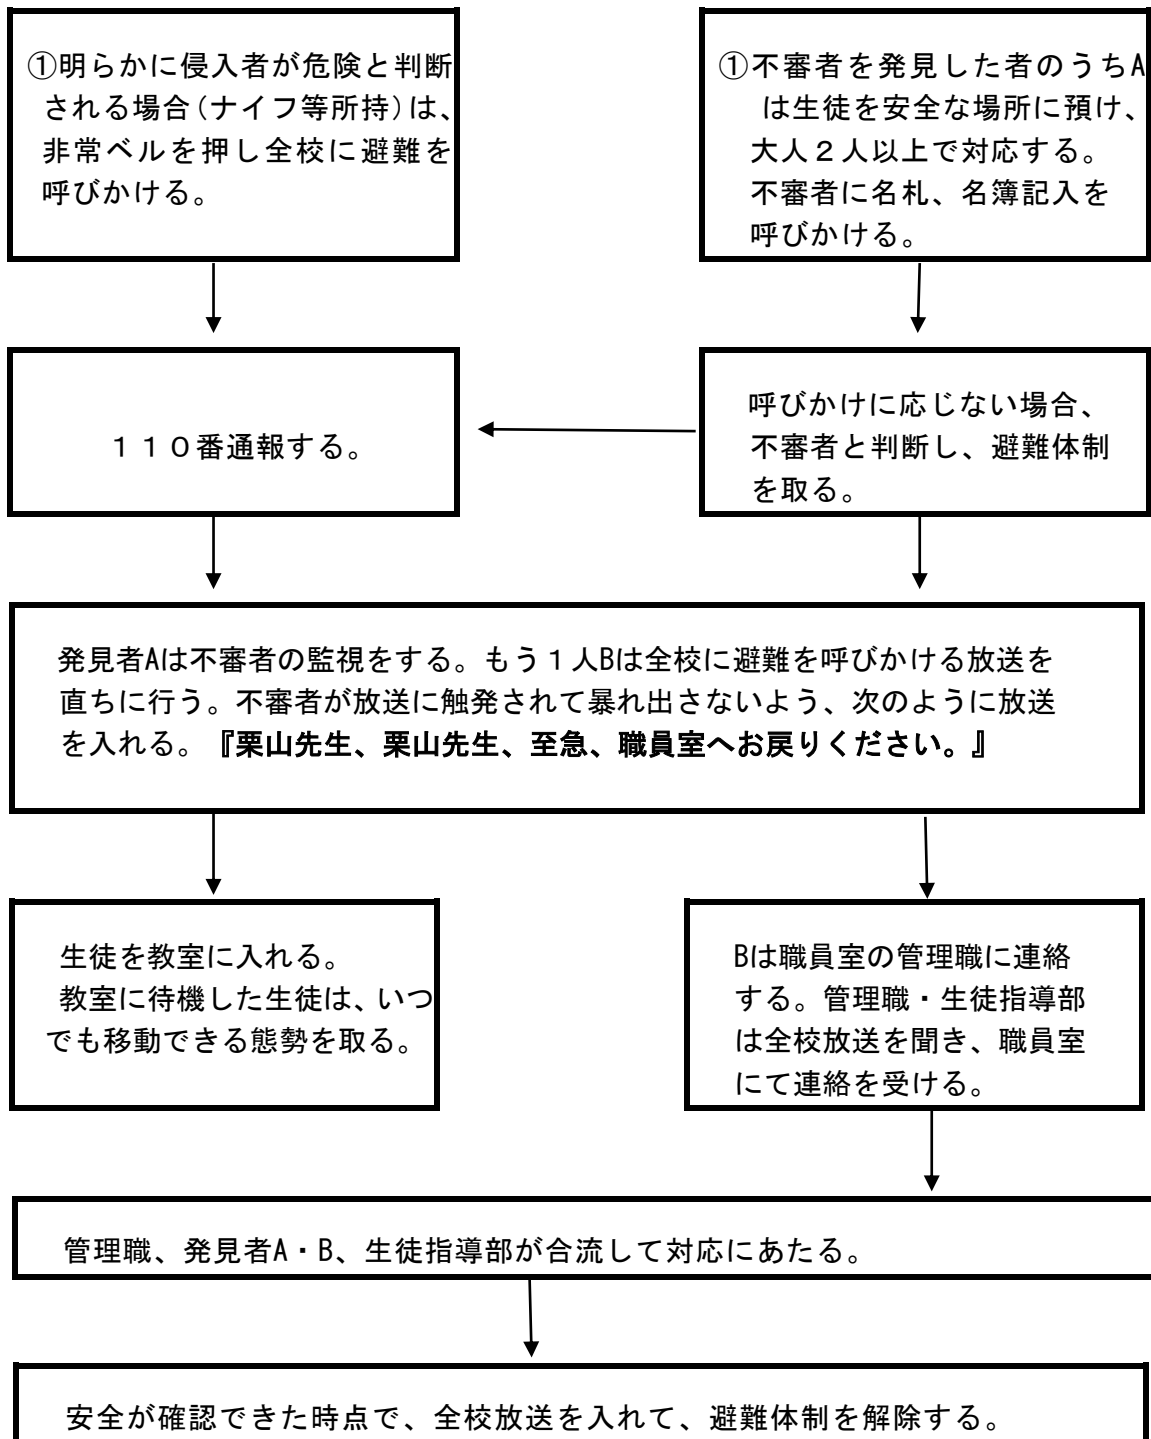 ①明らかに侵入者が危険と判断
される場合(ナイフ等所持)は、
非常ベルを押し全校に避難を
呼びかける。
①不審者を発見した者のうちA
は生徒を安全な場所に預け、
大人２人以上で対応する。
不審者に名札、名簿記入を
呼びかける。
１１０番通報する。
呼びかけに応じない場合、
不審者と判断し、避難体制
を取る。
発見者Aは不審者の監視をする。もう１人Bは全校に避難を呼びかける放送を
直ちに行う。不審者が放送に触発されて暴れ出さないよう、次のように放送
を入れる。『栗山先生、栗山先生、至急、職員室へお戻りください。』
生徒を教室に入れる。
教室に待機した生徒は、いつ
でも移動できる態勢を取る。
Bは職員室の管理職に連絡
する。管理職・生徒指導部
は全校放送を聞き、職員室
にて連絡を受ける。
管理職、発見者A・B、生徒指導部が合流して対応にあたる。
安全が確認できた時点で、全校放送を入れて、避難体制を解除する。